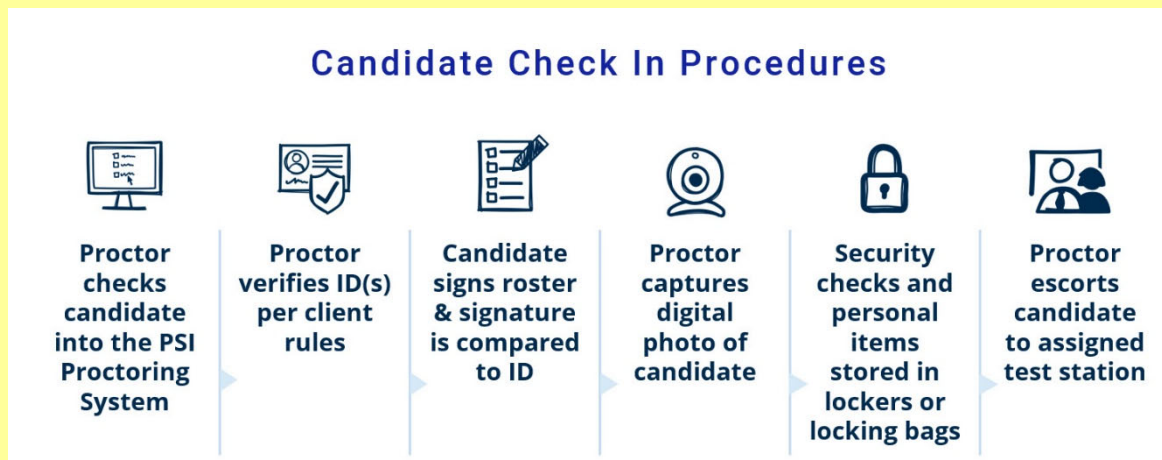 Candidate Check In Procedures
Proctor
checks
candidate
into the PSI
Proctoring
System
Proctor
verifies ID(s)
per client
rules
Candidate
signs roster
& signature
is compared
to ID
Proctor
captures
digital
photo of
candidate
Security
checks and
personal
items
stored in
lockers or
locking bags
Proctor
escorts
candidate
to assigned
test station